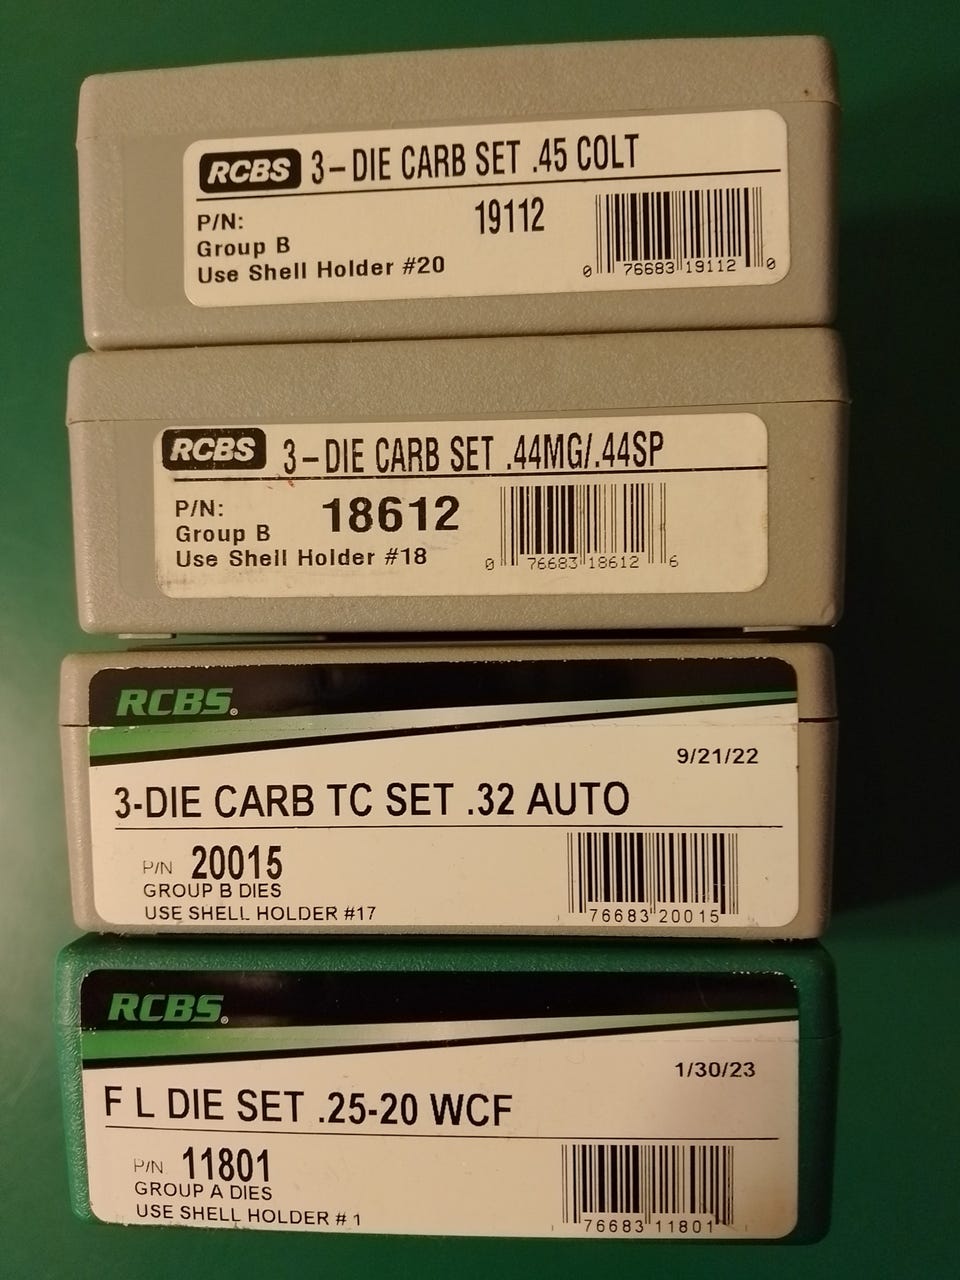 RCBS 3-DIE CARB SET .45 COLT
P/N: 19112
Group B
Use Shell Holder #20
0 76683 19112 0
RCBS 3-DIE CARB SET .44MG/.44SP
P/N: 18612
Group B
Use Shell Holder #18
0 76683 18612 6
RCBS®
9/21/22
3-DIE CARB TC SET .32 AUTO
P/N 20015
GROUP B DIES
USE SHELL HOLDER #17
76683 20015
RCBS®
1/30/23
F L DIE SET .25-20 WCF
P/N 11801
GROUP A DIES
USE SHELL HOLDER # 1
76683 11801